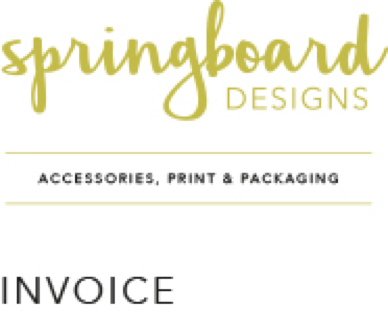 springboard
DESIGNS
ACCESSORIES, PRINT & PACKAGING
INVOICE